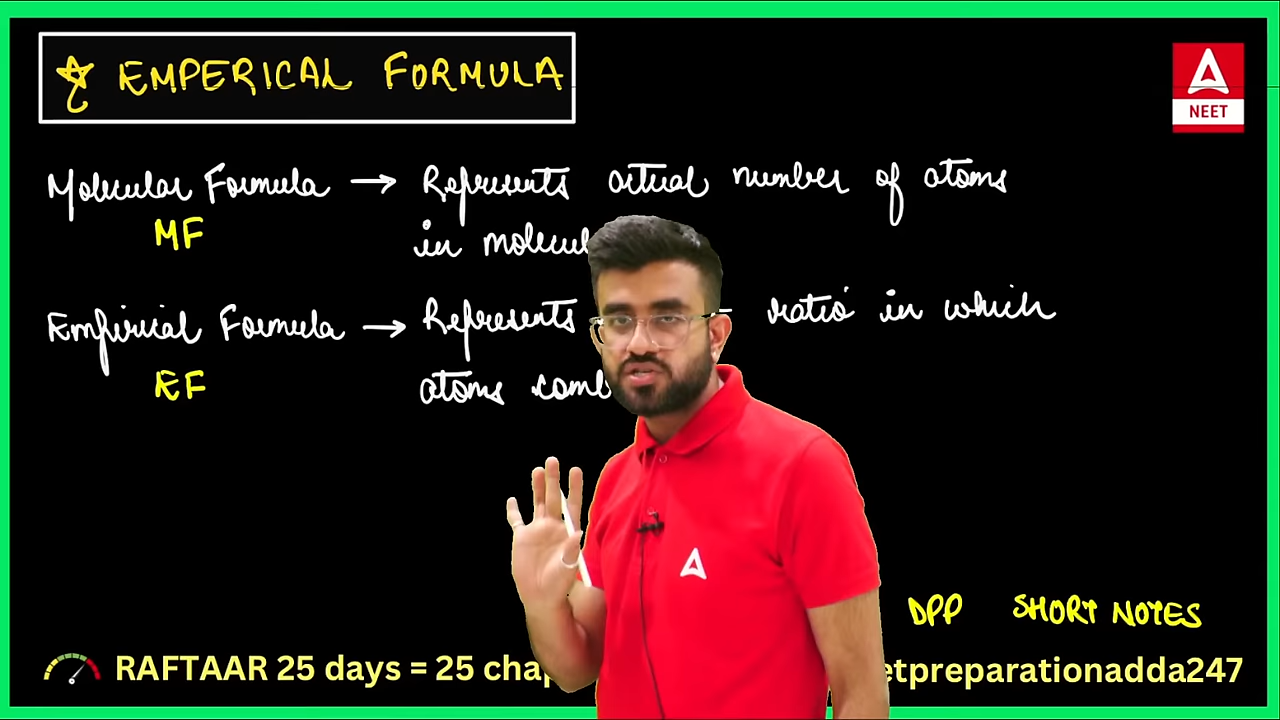 EMPERICAL FORMULA
NEET
Molecular Formula → Represents actual number of atoms
MF
in molecul
Empirical Formula → Represents ratio in which
EF
atoms comb
DPP SHORT NOTES
RAFTAAR 25 days = 25 chap etpreparationadda247